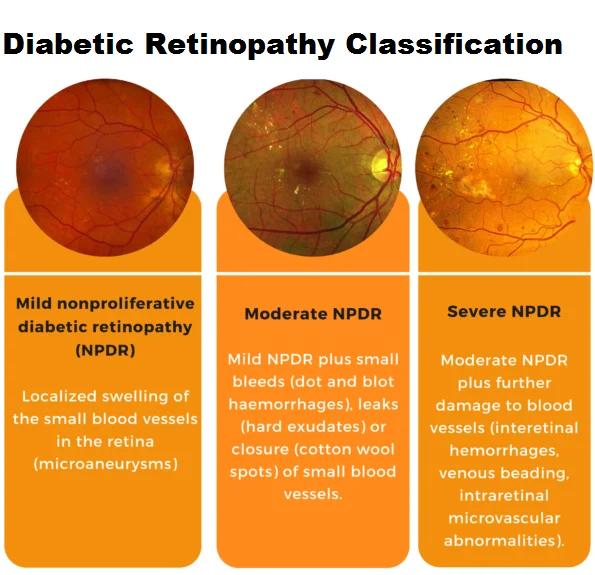 Diabetic Retinopathy Classification
Mild nonproliferative
diabetic retinopathy
(NPDR)
Localized swelling of
the small blood vessels
in the retina
(microaneurysms)
Moderate NPDR
Mild NPDR plus small
bleeds (dot and blot
haemorrhages), leaks
(hard exudates) or
closure (cotton wool
spots) of small blood
vessels.
Severe NPDR
Moderate NPDR
plus further
damage to blood
vessels (interetinal
hemorrhages,
venous beading,
intraretinal
microvascular
abnormalities).